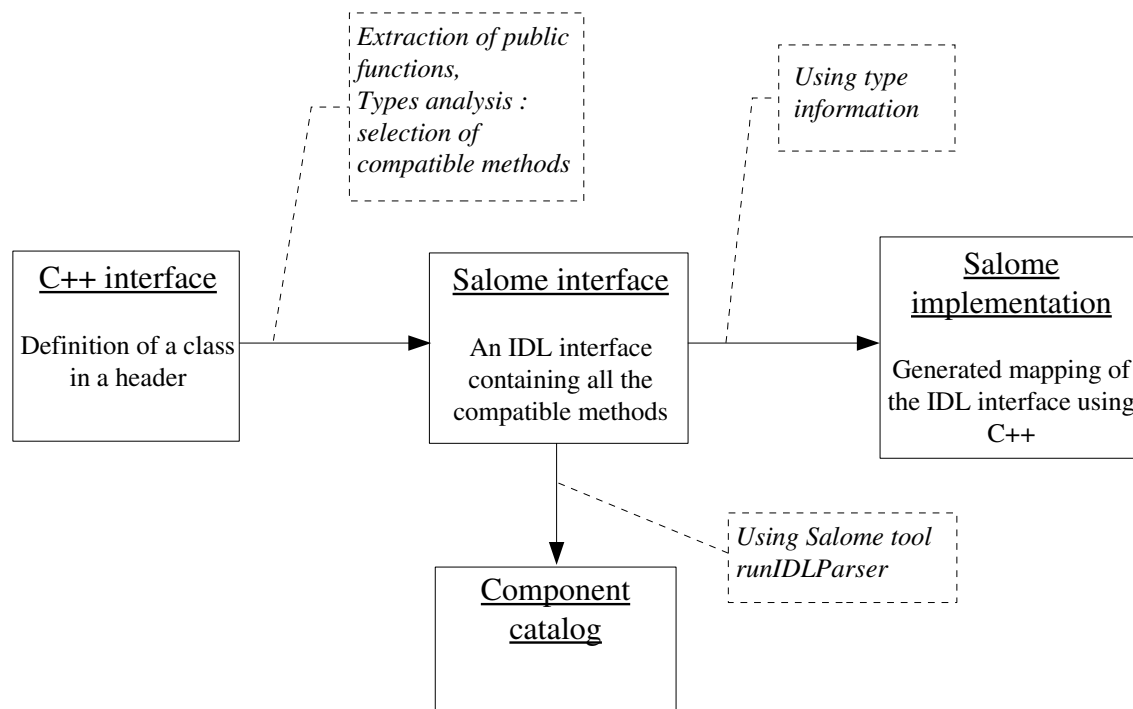 Extraction of public
functions,
Types analysis :
selection of
compatible methods
Using type
information
C++ interface
Definition of a class
in a header
Salome interface
An IDL interface
containing all the
compatible methods
Salome
implementation
Generated mapping of
the IDL interface using
C++
Using Salome tool
runIDLParser
Component
catalog